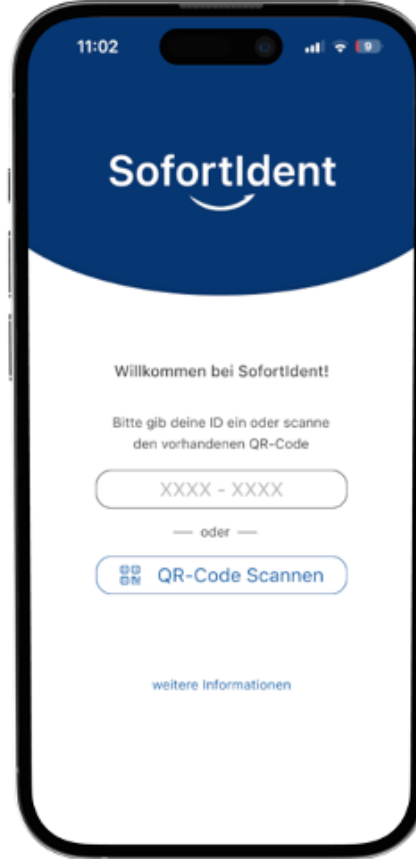 11:02
9
SofortIdent
Willkommen bei SofortIdent!
Bitte gib deine ID ein oder scanne
den vorhandenen QR-Code
XXXX - XXXX
oder
QR-Code Scannen
weitere Informationen